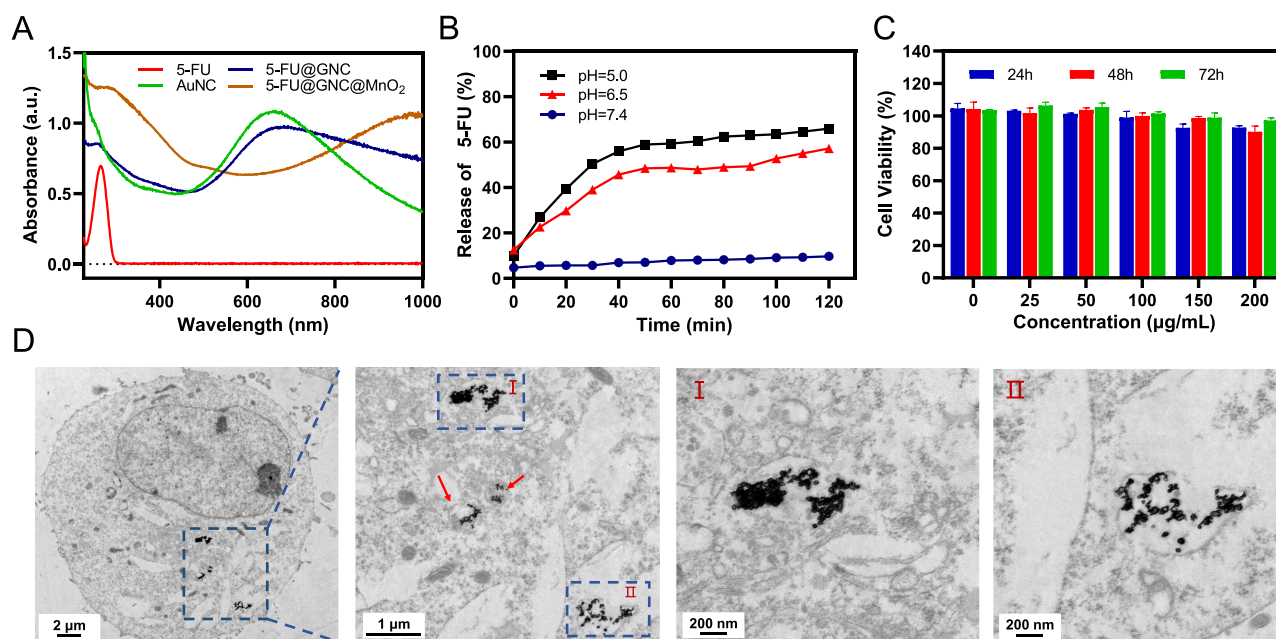 A
Absorbance (a.u.)
1.5
1.0
0.5
0.0
5-FU
5-FU@GNC
AuNC
5-FU@GNC@MnO₂
400
600
800
1000
Wavelength (nm)
B
Release of 5-FU (%)
100
80
60
40
20
0
pH=5.0
pH=6.5
pH=7.4
0
20
40
60
80
100
120
Time (min)
C
Cell Viability (%)
140
120
100
80
60
40
20
0
24h
48h
72h
0
25
50
100
150
200
Concentration (µg/mL)
D
2 µm
I
II
1 µm
I
200 nm
II
200 nm